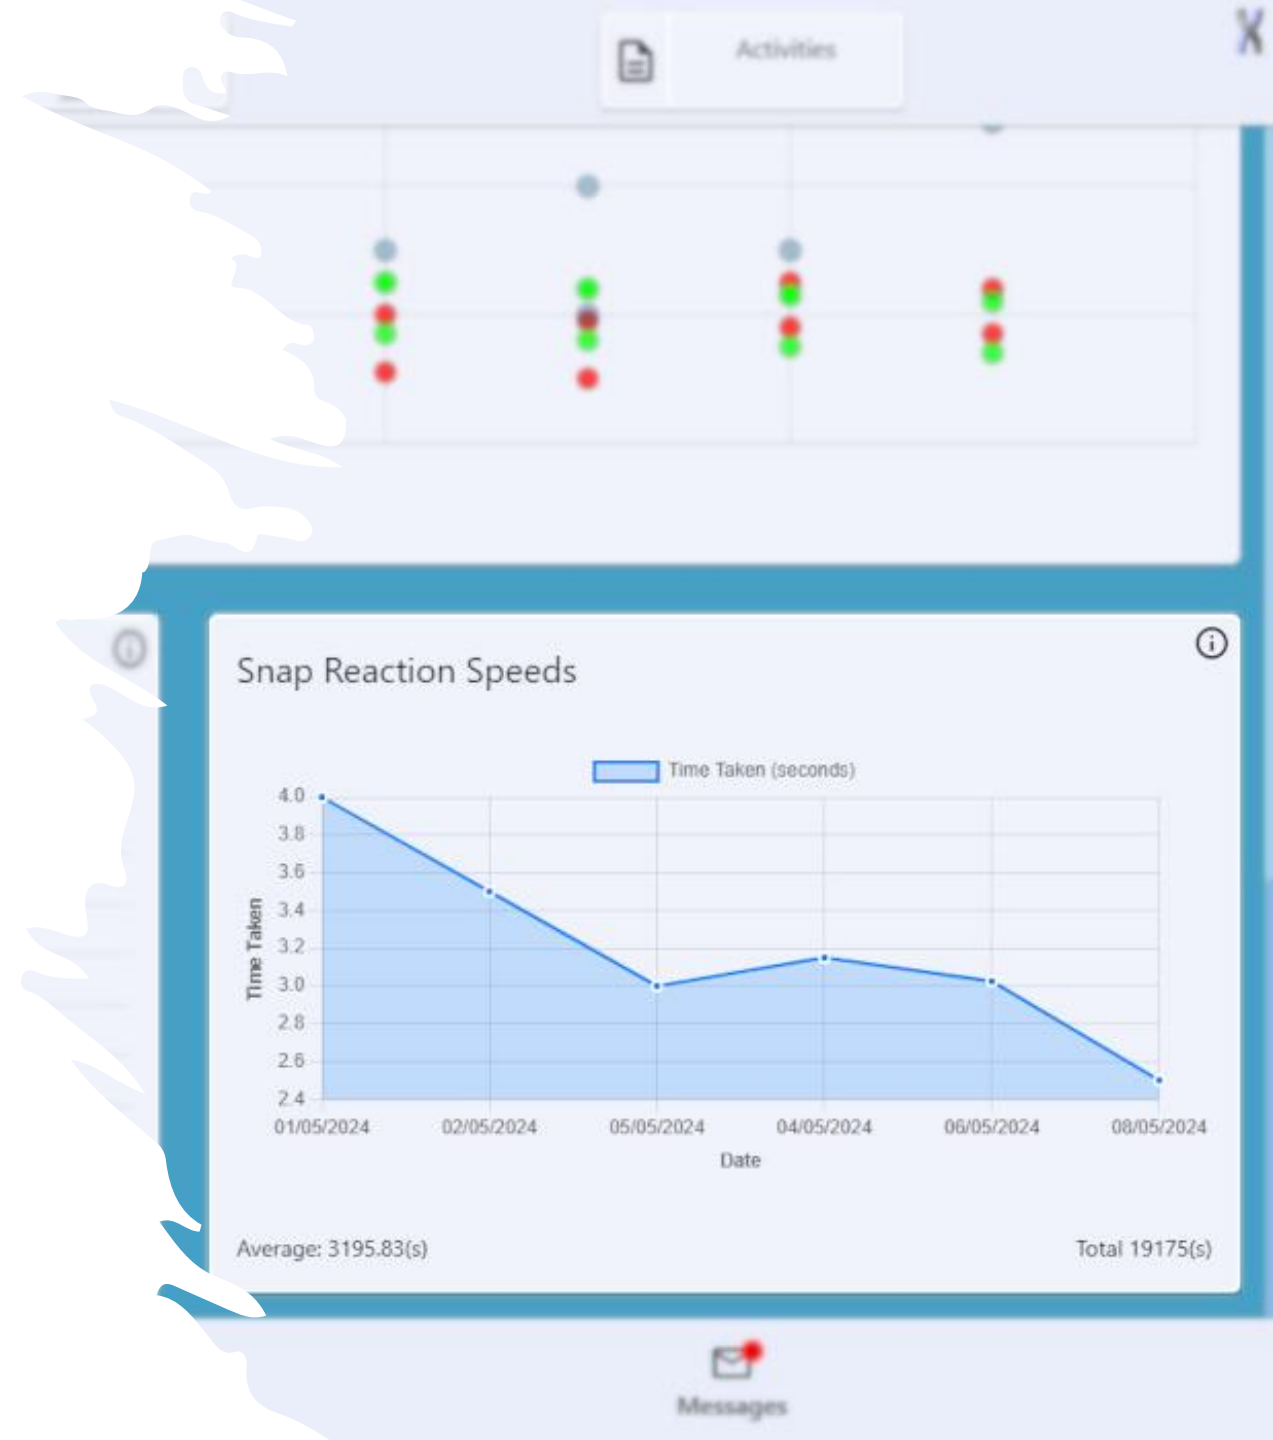 Activities
Snap Reaction Speeds
Time Taken (seconds)
4.0
3.8
3.6
3.4
3.2
3.0
2.8
2.6
2.4
Time Taken
01/05/2024 02/05/2024 05/05/2024 04/05/2024 06/05/2024 08/05/2024
Date
Average: 3195.83(s) Total 19175(s)
Messages